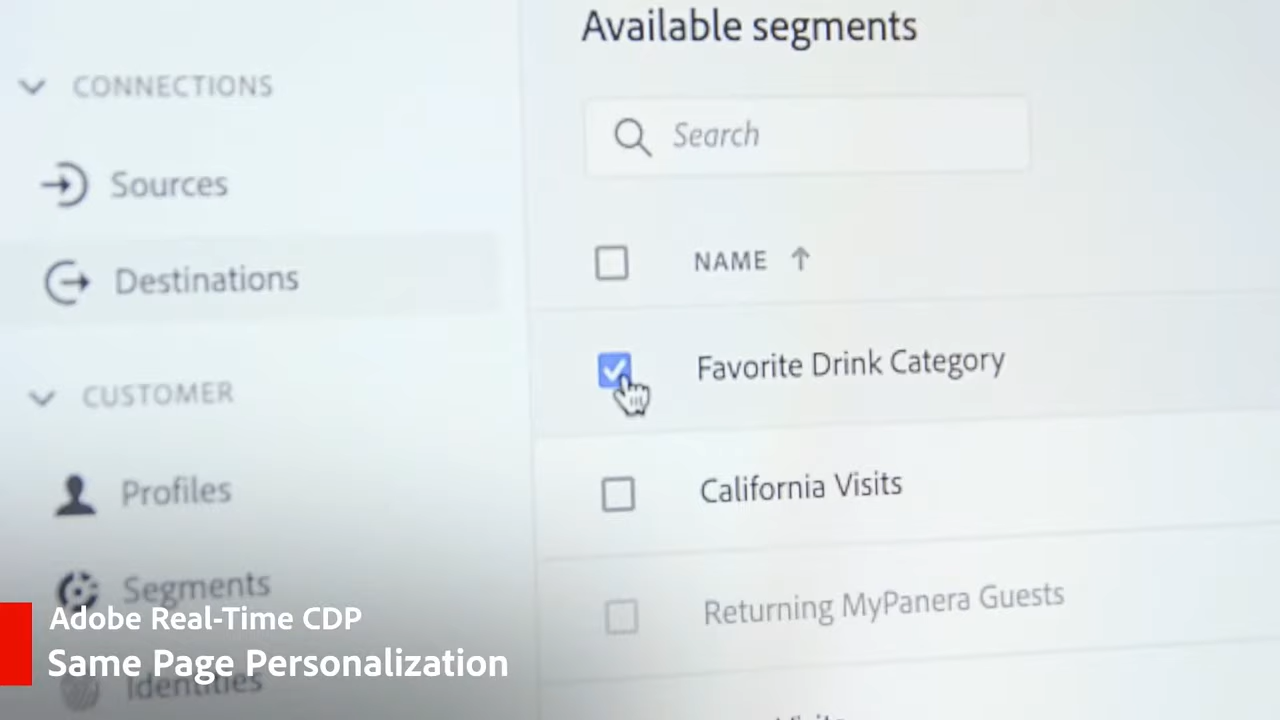 Available segments
CONNECTIONS
Search
Sources
NAME
Destinations
Favorite Drink Category
CUSTOMER
California Visits
Profiles
Segments
Returning MyPanera Guests
Adobe Real-Time CDP
Same Page Personalization
Identities
Visits